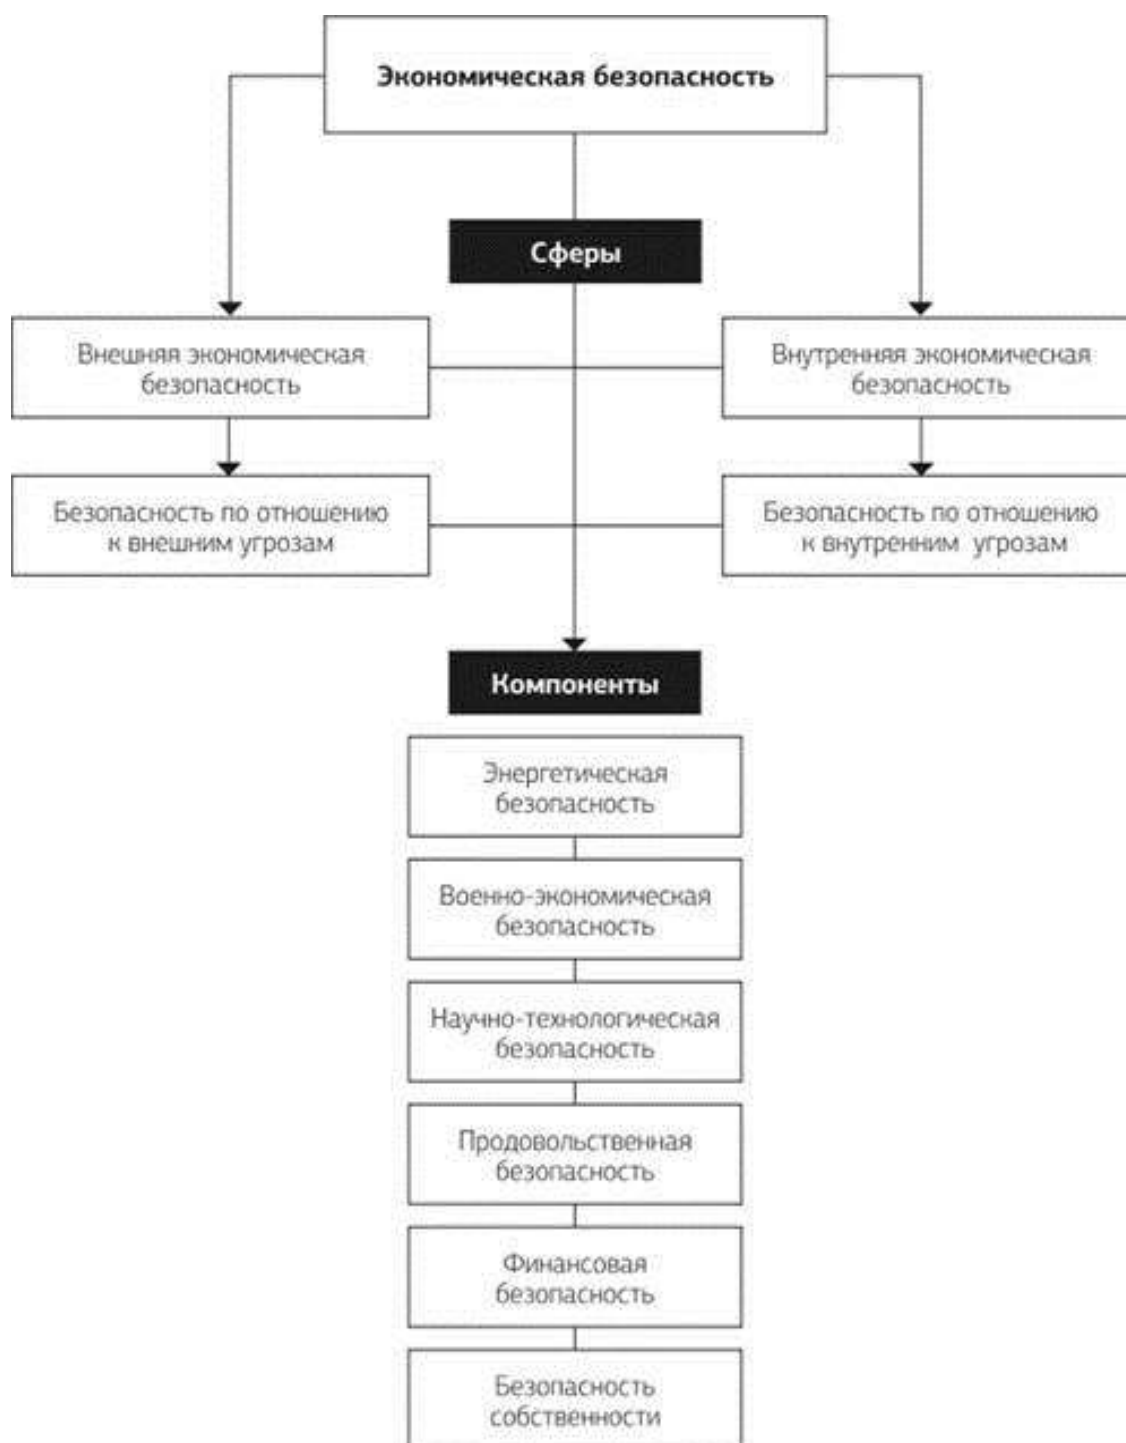 Экономическая безопасность
Сферы
Внешняя экономическая
безопасность
Внутренняя экономическая
безопасность
Безопасность по отношению
к внешним угрозам
Безопасность по отношению
к внутренним угрозам
Компоненты
Энергетическая
безопасность
Военно-экономическая
безопасность
Научно-технологическая
безопасность
Продовольственная
безопасность
Финансовая
безопасность
Безопасность
собственности